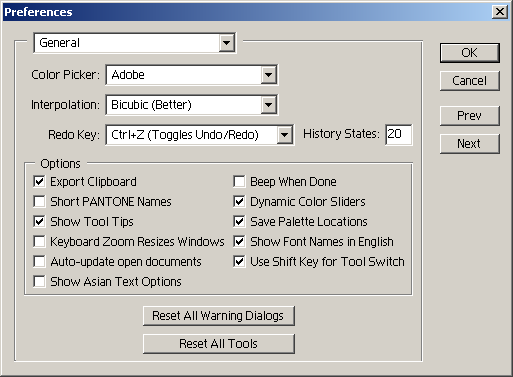 Preferences
General
OK
Color Picker: Adobe
Cancel
Interpolation: Bicubic (Better)
Prev
Redo Key: Ctrl+Z (Toggles Undo/Redo) History States: 20
Next
Options
Export Clipboard
Short PANTONE Names
Show Tool Tips
Keyboard Zoom Resizes Windows
Auto-update open documents
Show Asian Text Options
Beep When Done
Dynamic Color Sliders
Save Palette Locations
Show Font Names in English
Use Shift Key for Tool Switch
Reset All Warning Dialogs
Reset All Tools